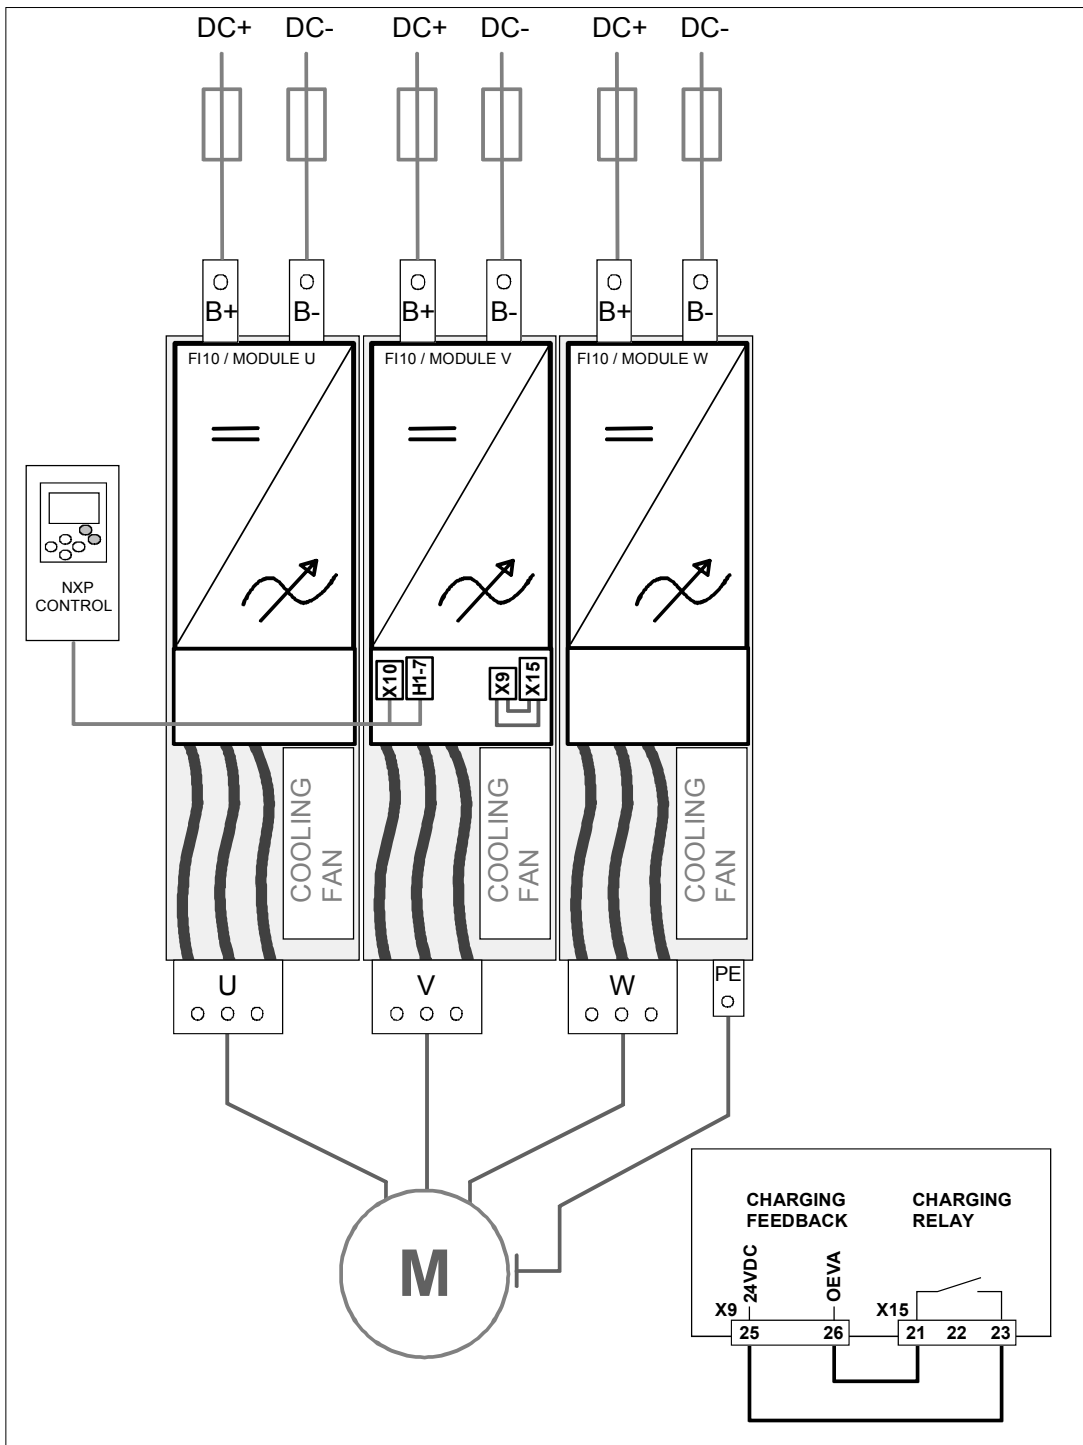 DC+ DC- DC+ DC- DC+ DC-
B+ B- B+ B- B+ B-
FI10 / MODULE U FI10 / MODULE V FI10 / MODULE W
NXP
CONTROL
X10 H1-7 X9 X15
COOLING
FAN
COOLING
FAN
COOLING
FAN
U V W PE
M
CHARGING
FEEDBACK
CHARGING
RELAY
24VDC OEVA
X9 X15
25 26 21 22 23